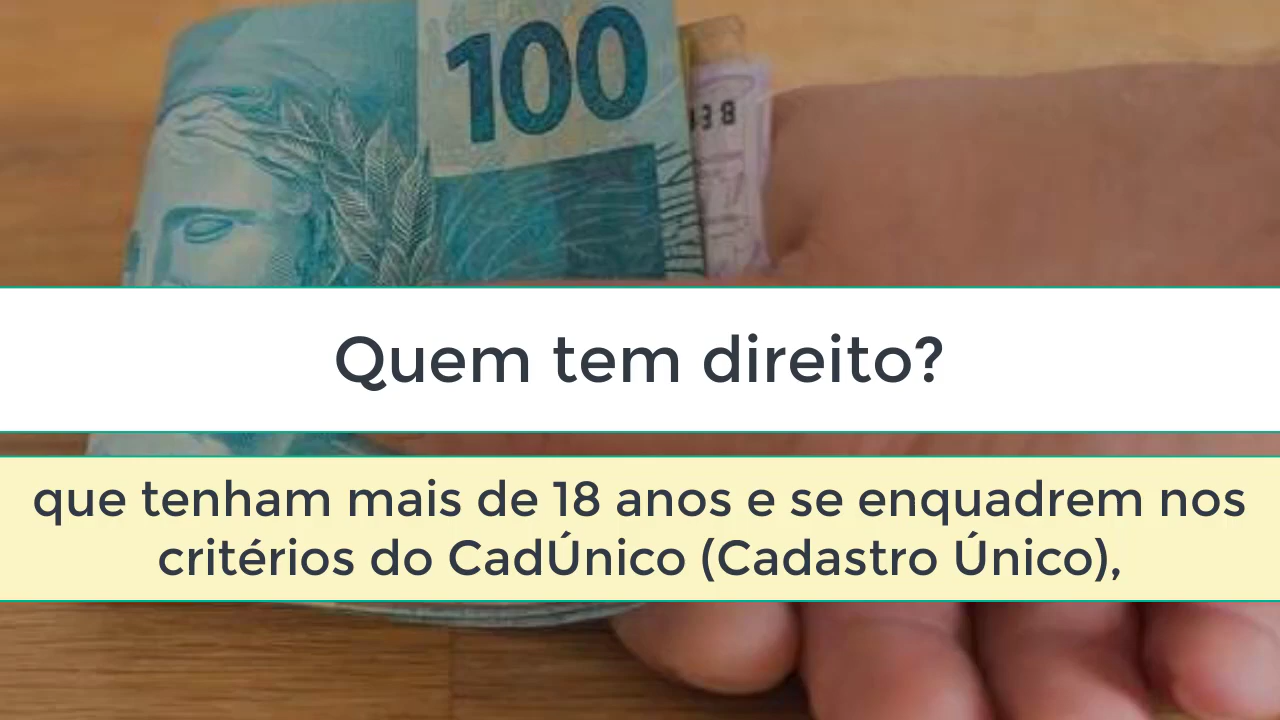 100
Quem tem direito?
que tenham mais de 18 anos e se enquadrem nos
critérios do CadÚnico (Cadastro Único),